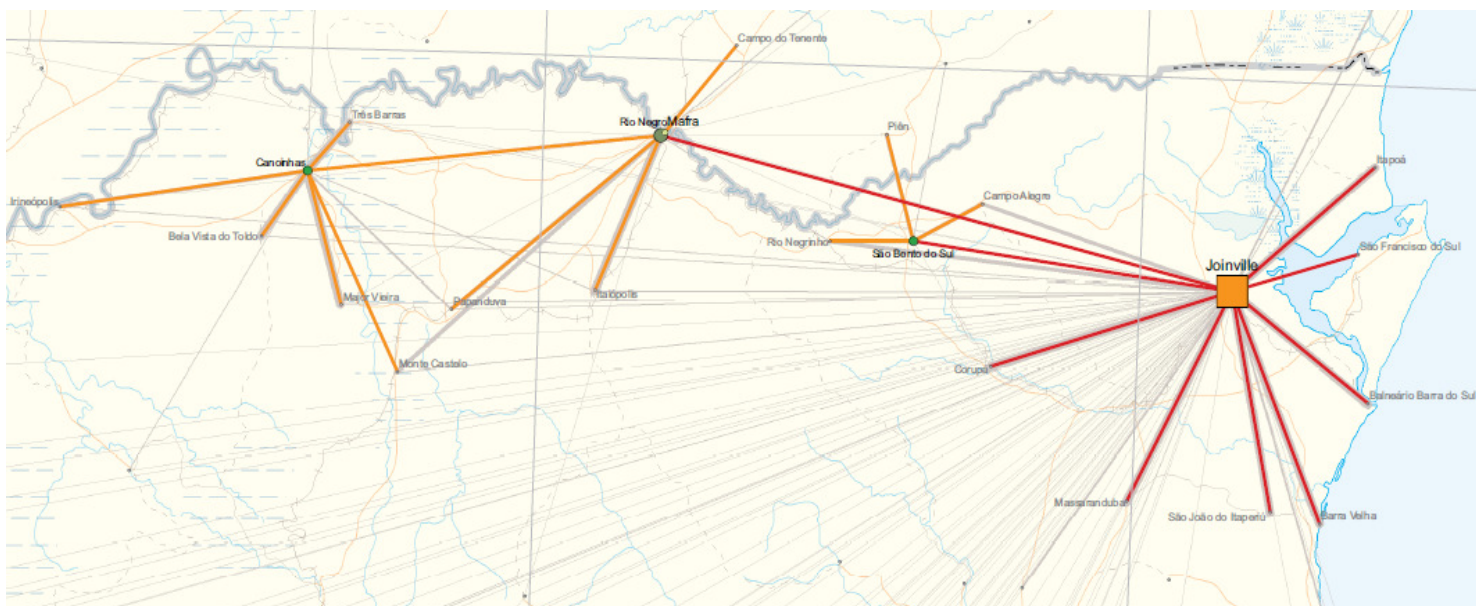 Campo do Tenente
Três Barras
Rio Negro
Mafra
Piên
Canoinhas
Itapoá
Irineópolis
Campo Alegre
Bela Vista do Toldo
Rio Negrinho
São Bento do Sul
São Francisco do Sul
Joinville
Major Vieira
Papanduva
Itaiópolis
Monte Castelo
Corupá
Balneário Barra do Sul
Massaranduba
São João do Itaperiú
Barra Velha